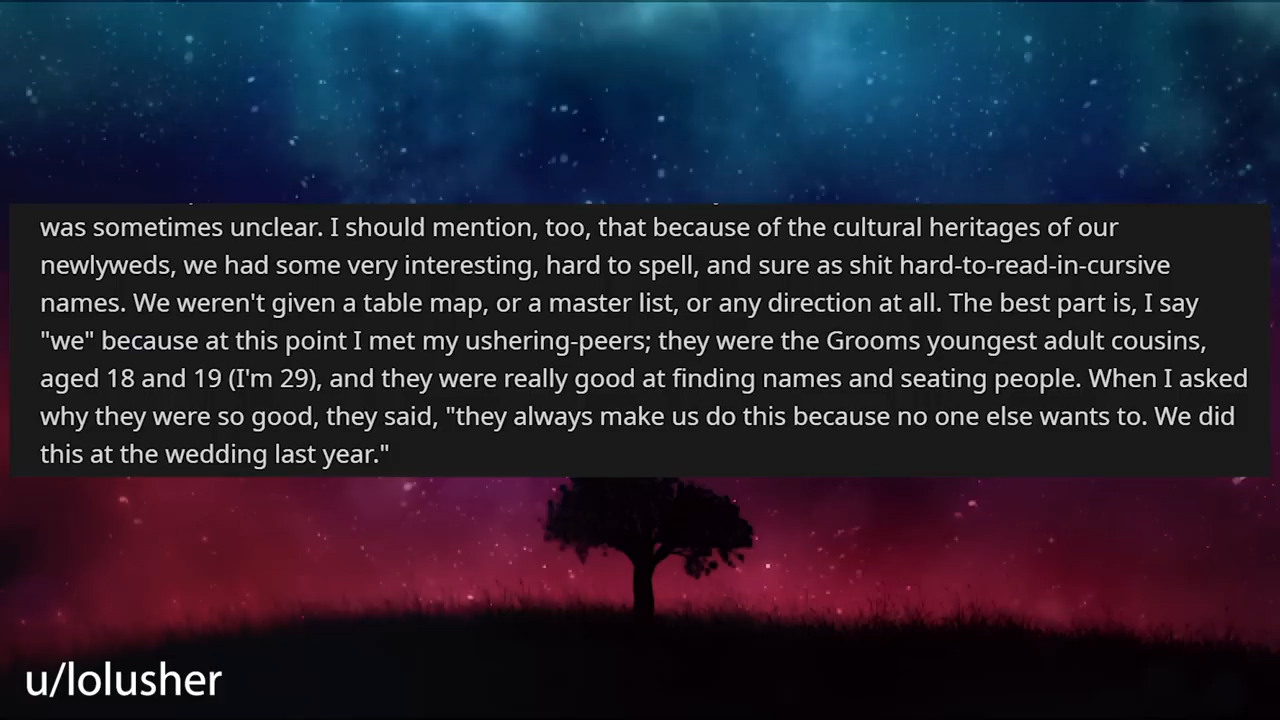 was sometimes unclear. I should mention, too, that because of the cultural heritages of our
newlyweds, we had some very interesting, hard to spell, and sure as shit hard-to-read-in-cursive
names. We weren't given a table map, or a master list, or any direction at all. The best part is, I say
"we" because at this point I met my ushering-peers; they were the Grooms youngest adult cousins,
aged 18 and 19 (I'm 29), and they were really good at finding names and seating people. When I asked
why they were so good, they said, "they always make us do this because no one else wants to. We did
this at the wedding last year."
u/lolusher